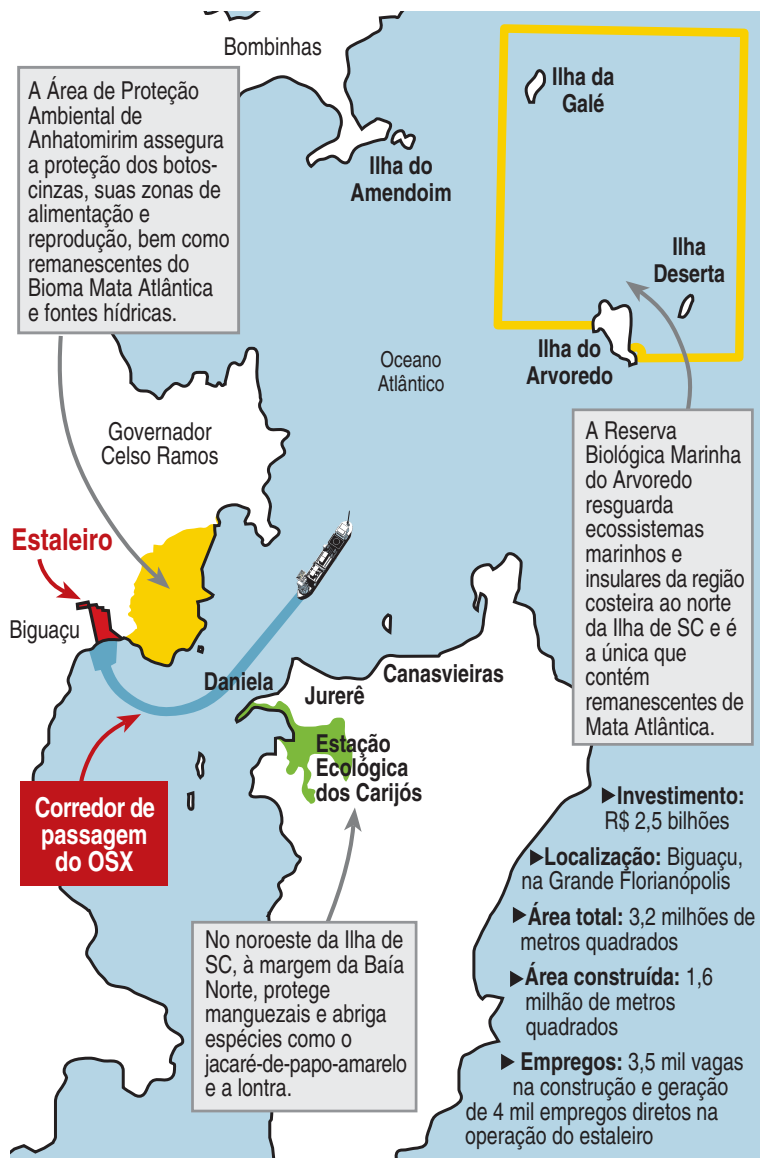 Bombinhas
A Área de Proteção
Ambiental de
Anhatomirim assegura
a proteção dos botos-
cinzas, suas zonas de
alimentação e
reprodução, bem como
remanescentes do
Bioma Mata Atlântica
e fontes hídricas.
Ilha da
Galé
Ilha do
Amendoim
Ilha
Deserta
Ilha do
Arvoredo
Oceano
Atlântico
Governador
Celso Ramos
A Reserva
Biológica Marinha
do Arvoredo
resguarda
ecossistemas
marinhos e
insulares da região
costeira ao norte
da Ilha de SC e é
a única que
contém
remanescentes de
Mata Atlântica.
Estaleiro
Biguaçu
Daniela
Jurerê
Canasvieiras
Estação
Ecológica
dos Carijós
Corredor de
passagem
do OSX
No noroeste da Ilha de
SC, à margem da Baía
Norte, protege
manguezais e abriga
espécies como o
jacaré-de-papo-amarelo
e a lontra.
▶Investimento:
R$ 2,5 bilhões
▶Localização: Biguaçu,
na Grande Florianópolis
▶Área total: 3,2 milhões de
metros quadrados
▶Área construída: 1,6
milhão de metros
quadrados
▶ Empregos: 3,5 mil vagas
na construção e geração
de 4 mil empregos diretos na
operação do estaleiro